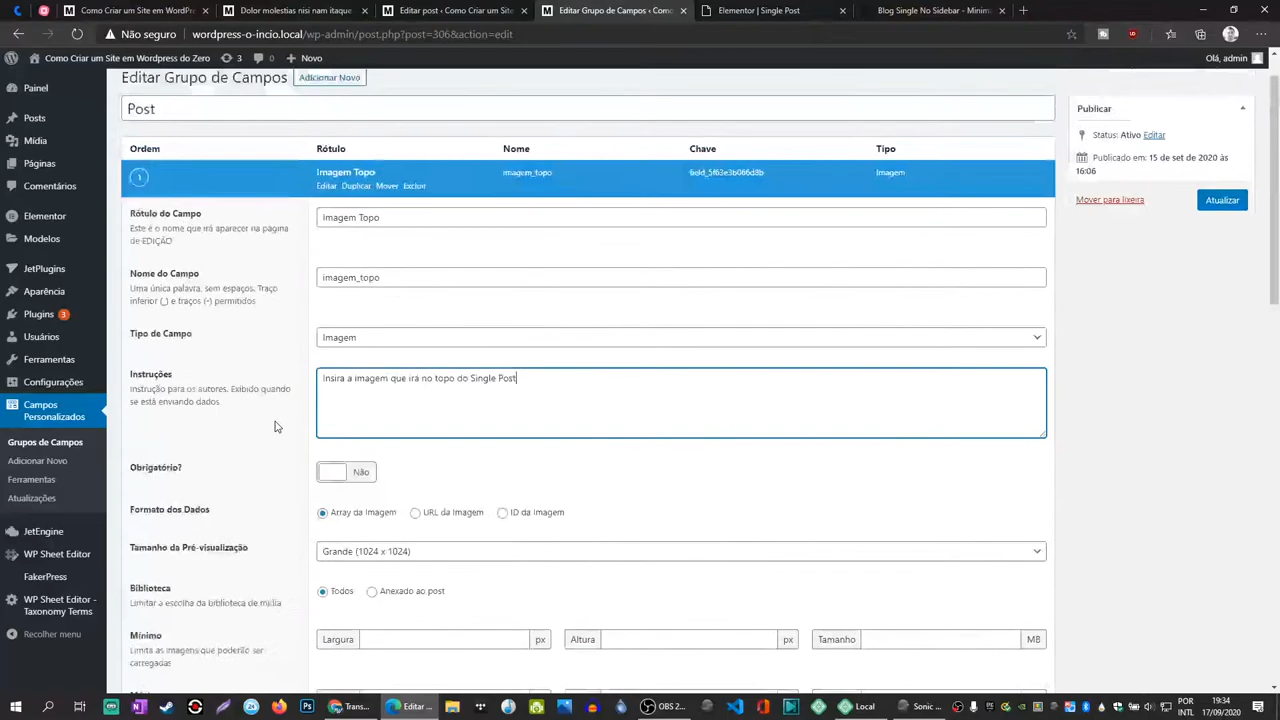 Como Criar um Site em WordPr
Dolor molestias nisi nam itaque
Editar post ‹ Como Criar um Site
Editar Grupo de Campos ‹ Como
Elementor | Single Post
Blog Single No Sidebar - Minim
Não seguro
wordpress-o-incio.local/wp-admin/post.php?post=306&action=edit
Como Criar um Site em Wordpress do Zero
3
0
Novo
Olá, admin
Painel
Posts
Mídia
Páginas
Comentários
Elementor
Modelos
JetPlugins
Aparência
Plugins 3
Usuários
Ferramentas
Configurações
Campos
Personalizados
Grupos de Campos
Adicionar Novo
Ferramentas
Atualizações
JetEngine
WP Sheet Editor
FakerPress
WP Sheet Editor -
Taxonomy Terms
Recolher menu
Editar Grupo de Campos
Adicionar Novo
Post
Ordem
Rótulo
Nome
Chave
Tipo
1
Imagem Topo
imagem_topo
field_5f63e3b066d8b
Imagem
Editar Duplicar Mover Excluir
Rótulo do Campo
Este é o nome que irá aparecer na página
de EDIÇÃO
Imagem Topo
Nome do Campo
Uma única palavra, sem espaços. Traço
inferior (_) e traços (-) permitidos
imagem_topo
Tipo de Campo
Imagem
Instruções
Instrução para os autores. Exibido quando
se está enviando dados
Insira a imagem que irá no topo do Single Post
Obrigatório?
Não
Formato dos Dados
Array da Imagem
URL da Imagem
ID da Imagem
Tamanho da Pré-visualização
Grande (1024 x 1024)
Biblioteca
Limitar a escolha da biblioteca de mídia
Todos
Anexado ao post
Mínimo
Limita as imagens que poderão ser
carregadas
Largura
px
Altura
px
Tamanho
MB
Publicar
Status: Ativo Editar
Publicado em: 15 de set de 2020 às
16:06
Mover para lixeira
Atualizar
Trans...
Editar ...
OBS 2...
Local
Sonic ...
POR
INTL
19:34
17/09/2020